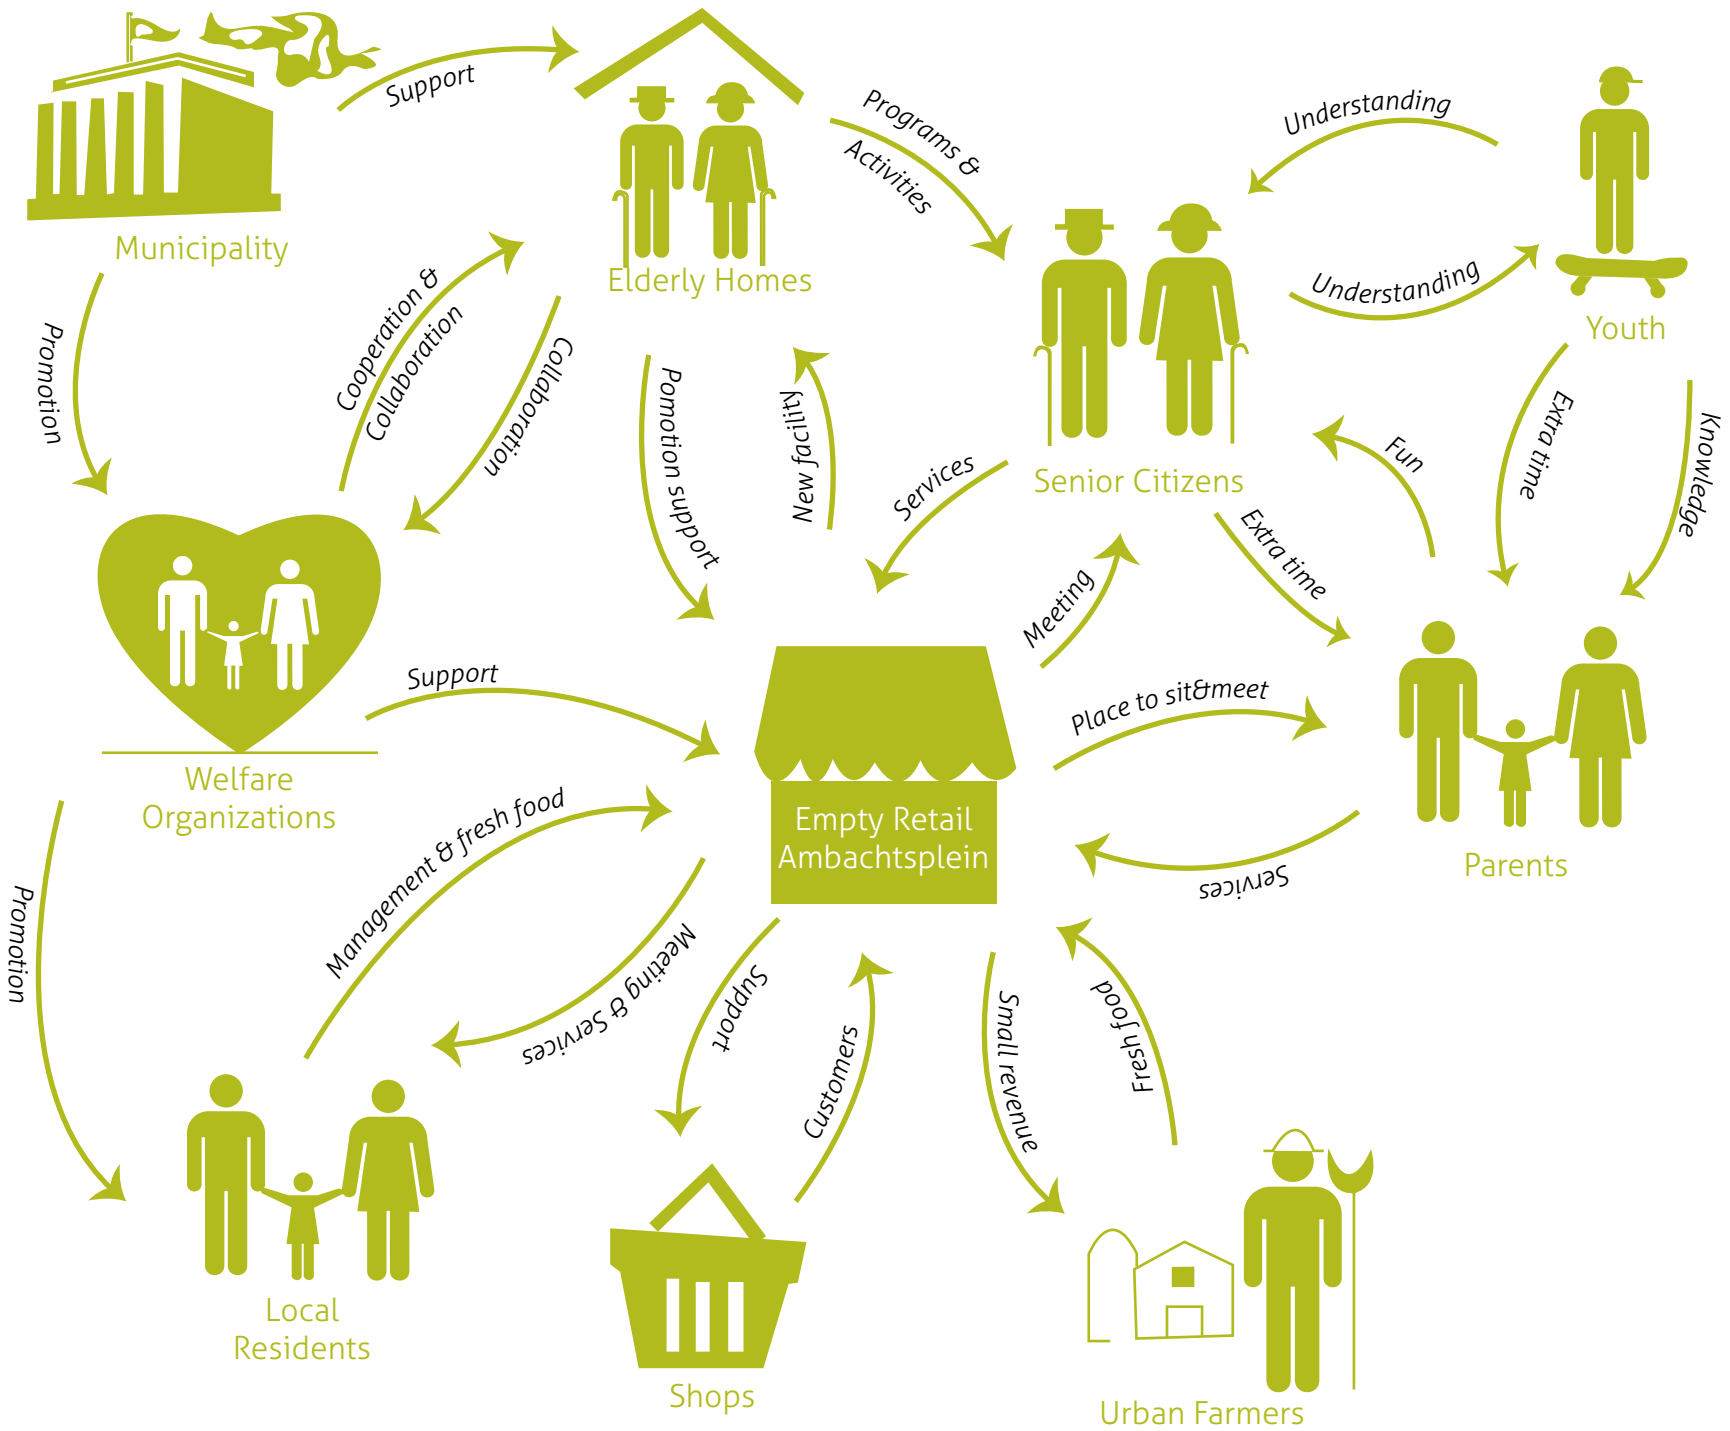 Support
Programs &
Activities
Understanding
Municipality
Elderly Homes
Understanding
Youth
Promotion
Cooperation &
Collaboration
Collaboration
Pomotion support
New facility
Services
Senior Citizens
Fun
Extra time
Knowledge
Extra time
Meeting
Support
Place to sit&meet
Welfare
Organizations
Management & fresh food
Empty Retail
Ambachtsplein
Parents
Services
Promotion
Meeting & Services
Support
Customers
Small revenue
Fresh food
Local
Residents
Shops
Urban Farmers